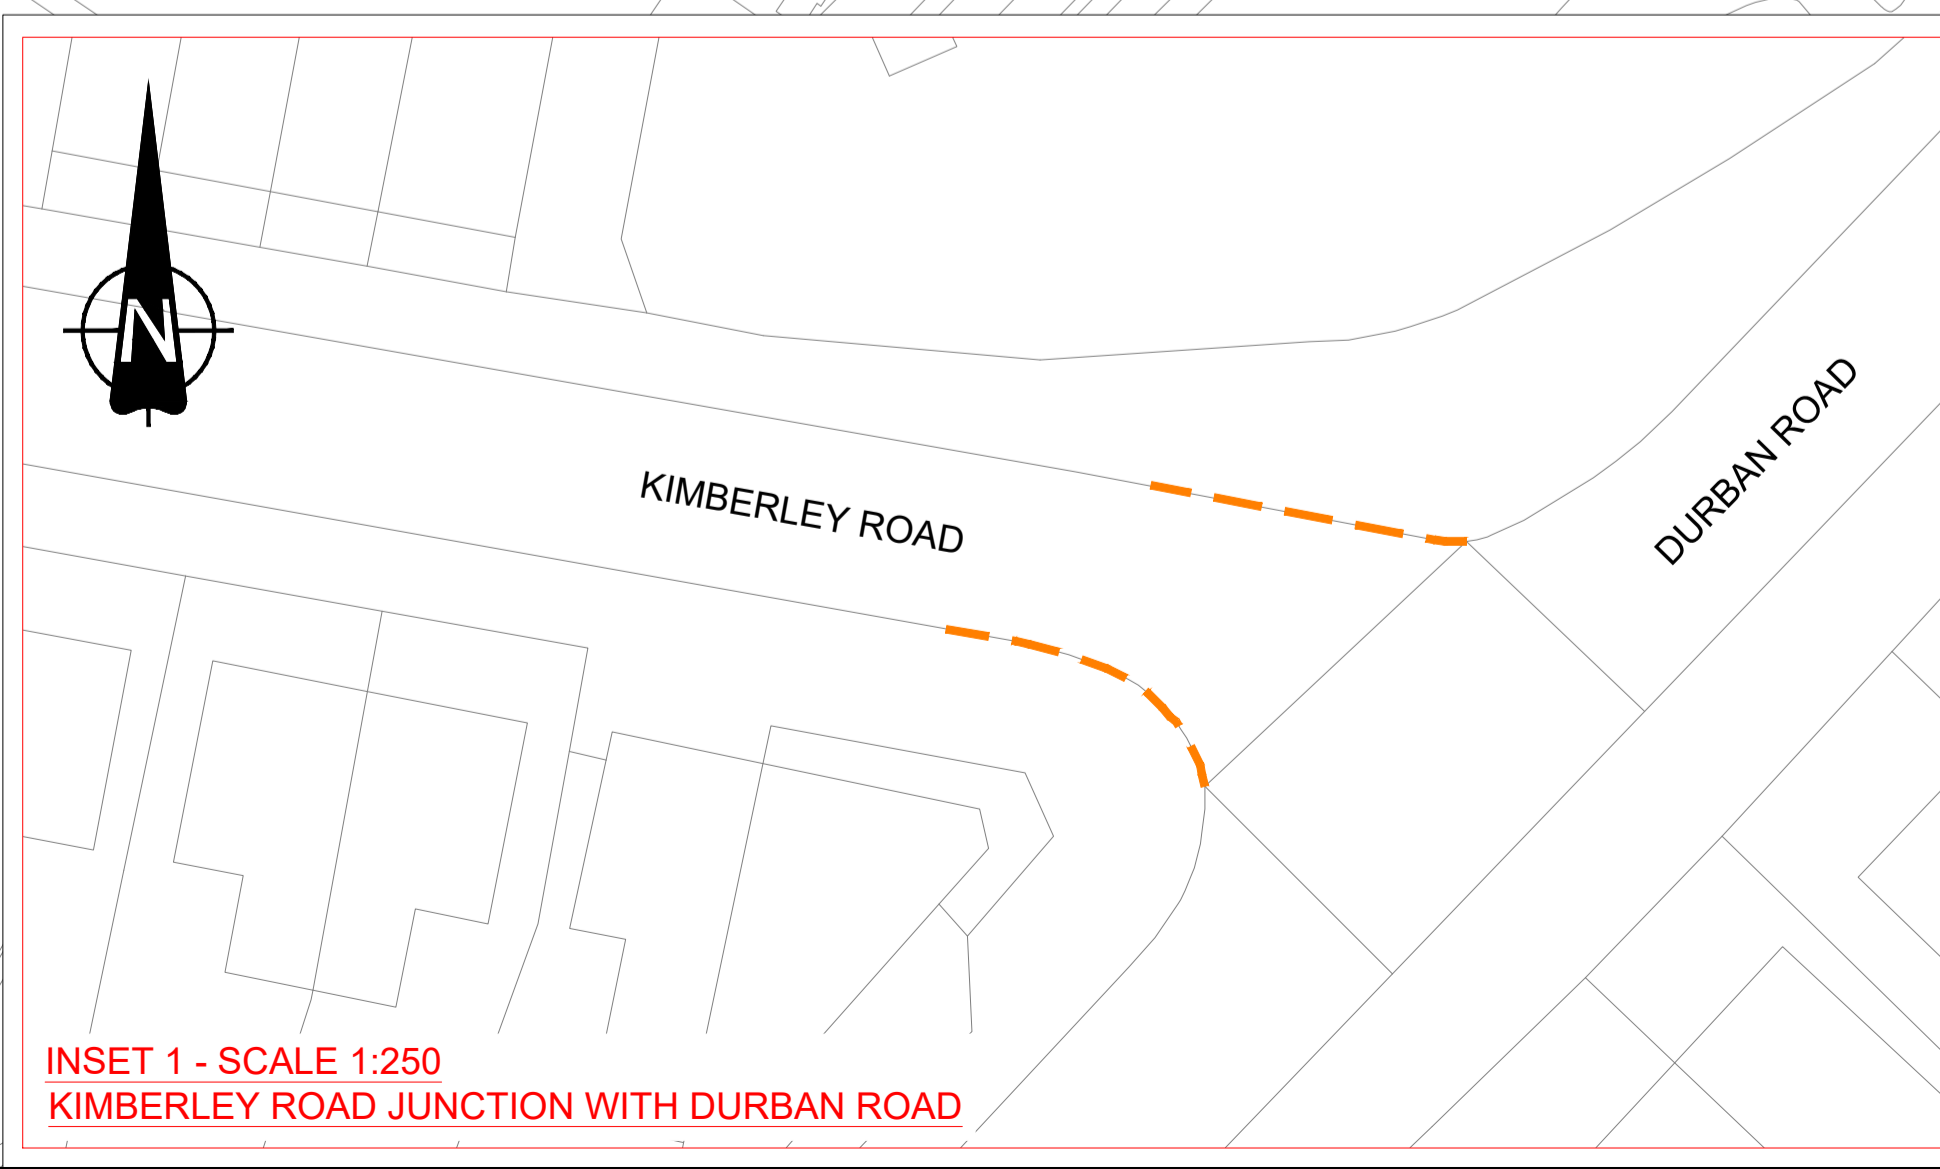 N
KIMBERLEY ROAD
DURBAN ROAD
INSET 1 - SCALE 1:250
KIMBERLEY ROAD JUNCTION WITH DURBAN ROAD